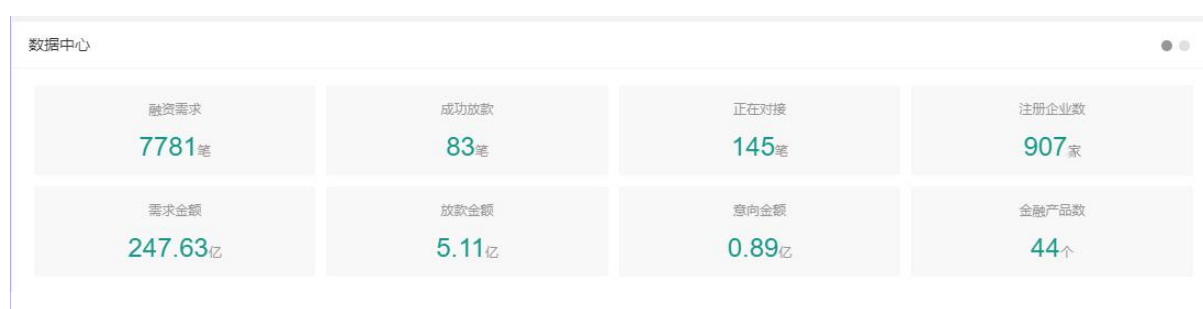 数据中心
融资需求 成功放款 正在对接 注册企业数
7781笔 83笔 145笔 907家
需求金额 放款金额 意向金额 金融产品数
247.63亿 5.11亿 0.89亿 44个